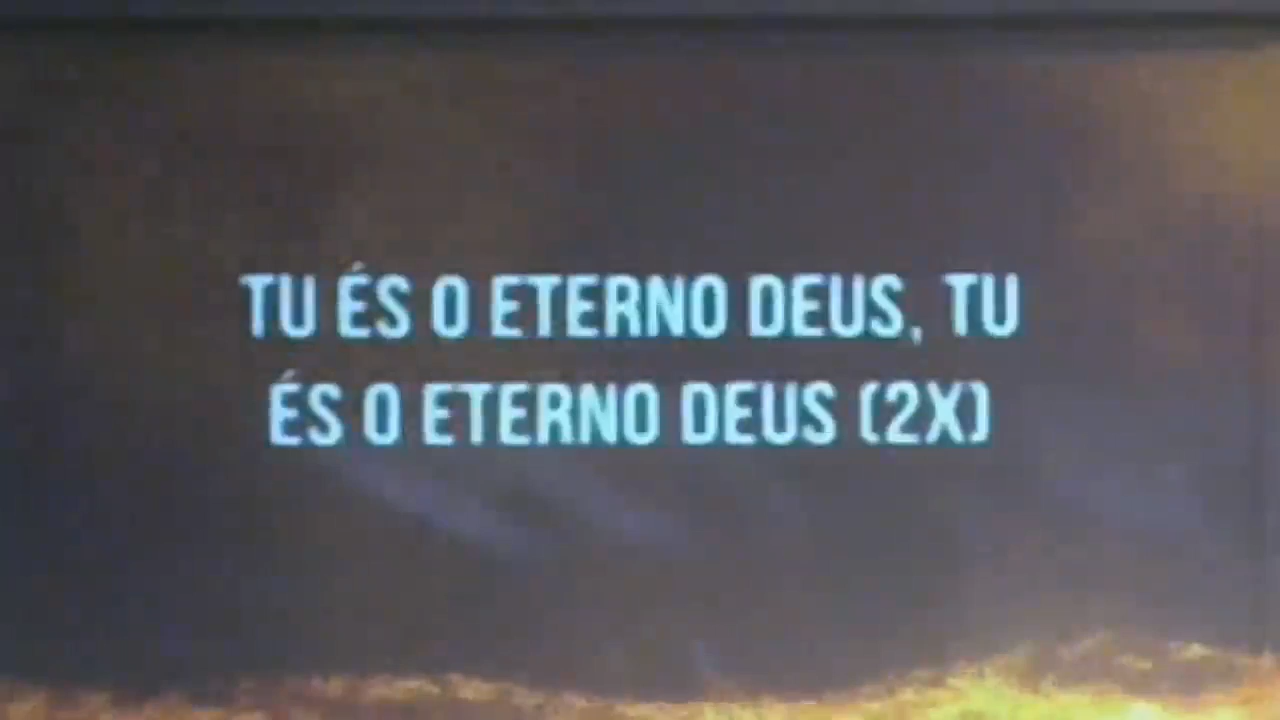 TU ÉS O ETERNO DEUS, TU
ÉS O ETERNO DEUS (2X)